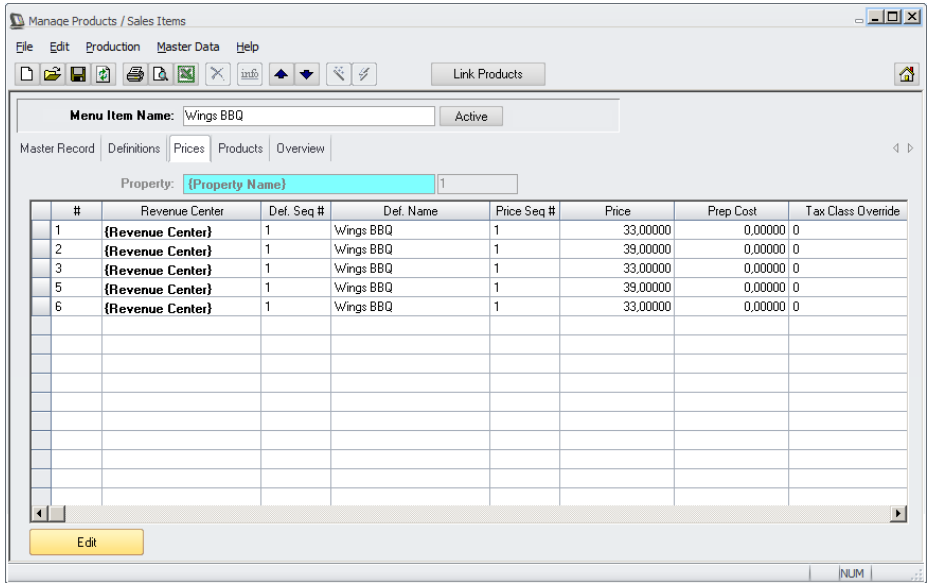 Manage Products / Sales Items
File Edit Production Master Data Help
info Link Products
Menu Item Name: Wings BBQ Active
Master Record Definitions Prices Products Overview
Property: {Property Name} 1
# Revenue Center Def. Seq # Def. Name Price Seq # Price Prep Cost Tax Class Override
1 {Revenue Center} 1 Wings BBQ 1 33,00000 0,00000 0
2 {Revenue Center} 1 Wings BBQ 1 39,00000 0,00000 0
3 {Revenue Center} 1 Wings BBQ 1 33,00000 0,00000 0
5 {Revenue Center} 1 Wings BBQ 1 39,00000 0,00000 0
6 {Revenue Center} 1 Wings BBQ 1 33,00000 0,00000 0
Edit
NUM